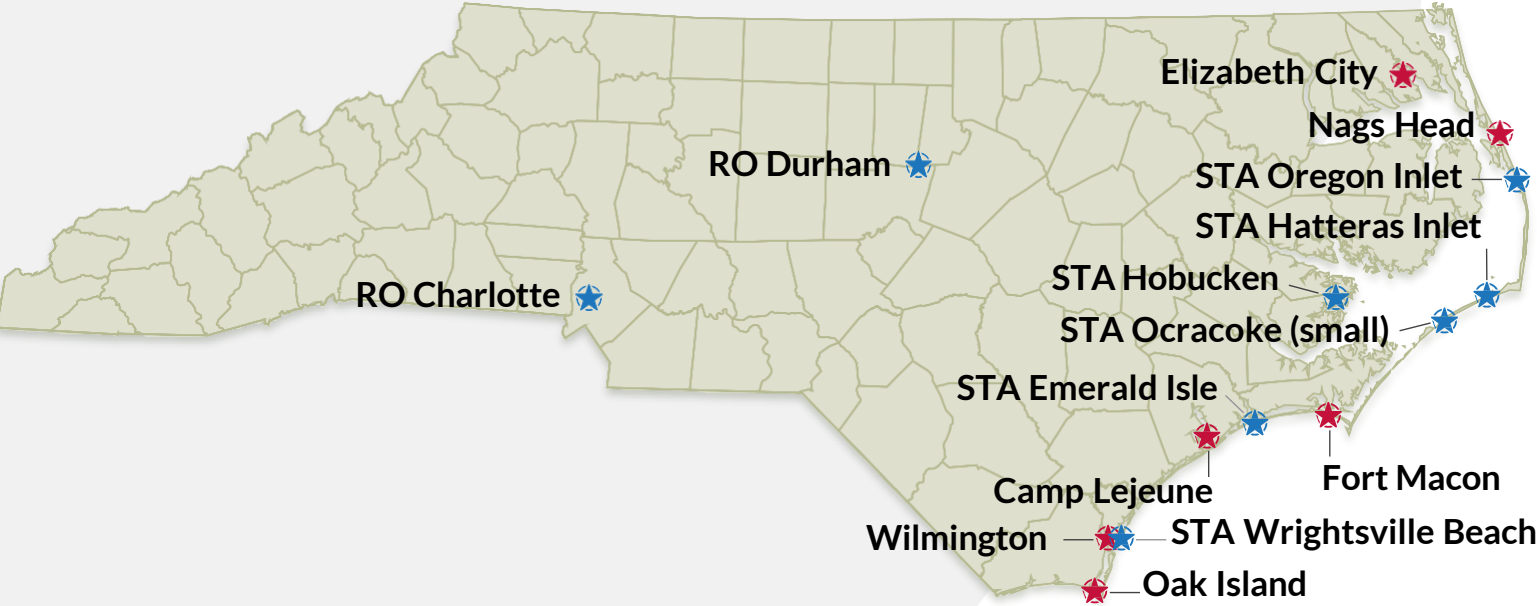 Elizabeth City
Nags Head
RO Durham
STA Oregon Inlet
STA Hatteras Inlet
STA Hobucken
RO Charlotte
STA Ocracoke (small)
STA Emerald Isle
Fort Macon
Camp Lejeune
Wilmington
STA Wrightsville Beach
Oak Island